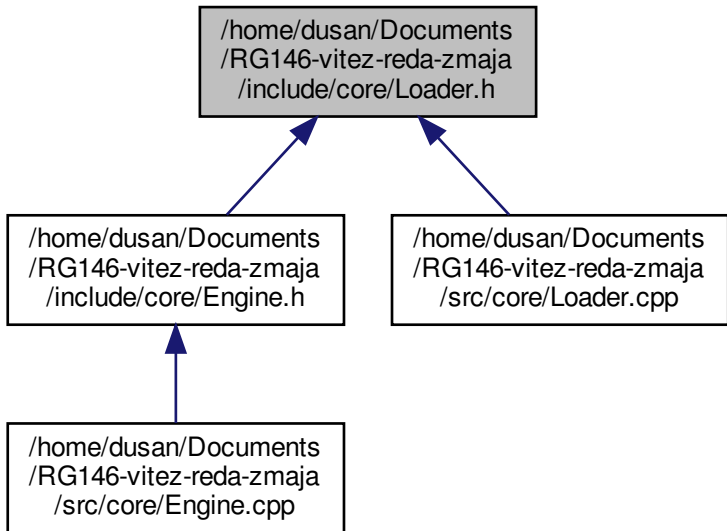 /home/dusan/Documents
/RG146-vitez-reda-zmaja
/include/core/Loader.h
/home/dusan/Documents
/RG146-vitez-reda-zmaja
/include/core/Engine.h
/home/dusan/Documents
/RG146-vitez-reda-zmaja
/src/core/Loader.cpp
/home/dusan/Documents
/RG146-vitez-reda-zmaja
/src/core/Engine.cpp